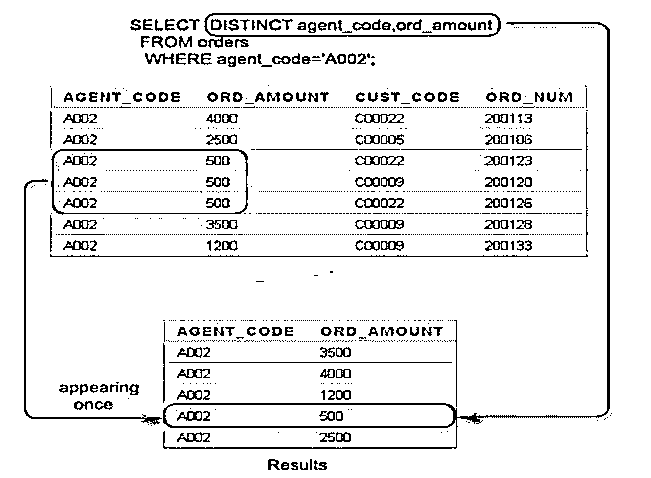 SELECT DISTINCT agent_code,ord_amount
FROM orders
WHERE agent_code='A002';
AGENT_CODE ORD_AMOUNT CUST_CODE ORD_NUM
A002 4000 C00022 200113
A002 2500 C00005 200106
A002 500 C00022 200123
A002 500 C00009 200120
A002 500 C00022 200126
A002 3500 C00009 200128
A002 1200 C00009 200133
AGENT_CODE ORD_AMOUNT
A002 3500
A002 4000
A002 1200
A002 500
A002 2500
appearing
once
Results